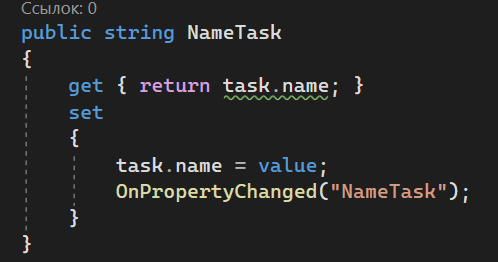 Ссылок: 0
public string NameTask
{
get { return task.name; }
set
{
task.name = value;
OnPropertyChanged("NameTask");
}
}